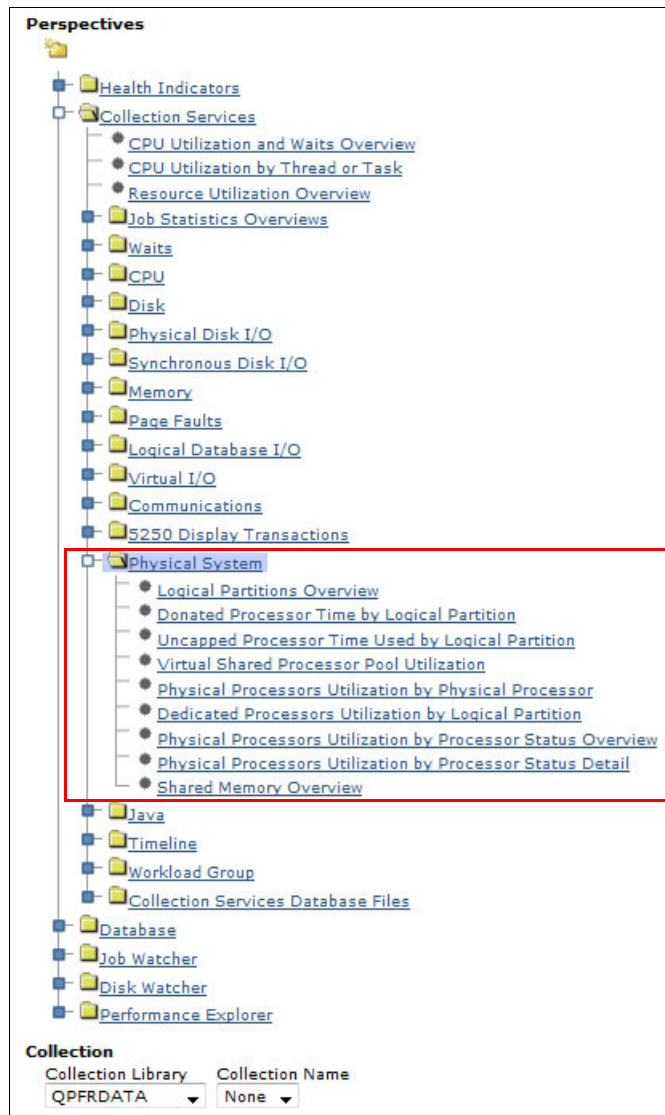 Perspectives
Health Indicators
Collection Services
CPU Utilization and Waits Overview
CPU Utilization by Thread or Task
Resource Utilization Overview
Job Statistics Overviews
Waits
CPU
Disk
Physical Disk I/O
Synchronous Disk I/O
Memory
Page Faults
Logical Database I/O
Virtual I/O
Communications
5250 Display Transactions
Physical System
Logical Partitions Overview
Donated Processor Time by Logical Partition
Uncapped Processor Time Used by Logical Partition
Virtual Shared Processor Pool Utilization
Physical Processors Utilization by Physical Processor
Dedicated Processors Utilization by Logical Partition
Physical Processors Utilization by Processor Status Overview
Physical Processors Utilization by Processor Status Detail
Shared Memory Overview
Java
Timeline
Workload Group
Collection Services Database Files
Database
Job Watcher
Disk Watcher
Performance Explorer
Collection
Collection Library Collection Name
QPFRDATA None